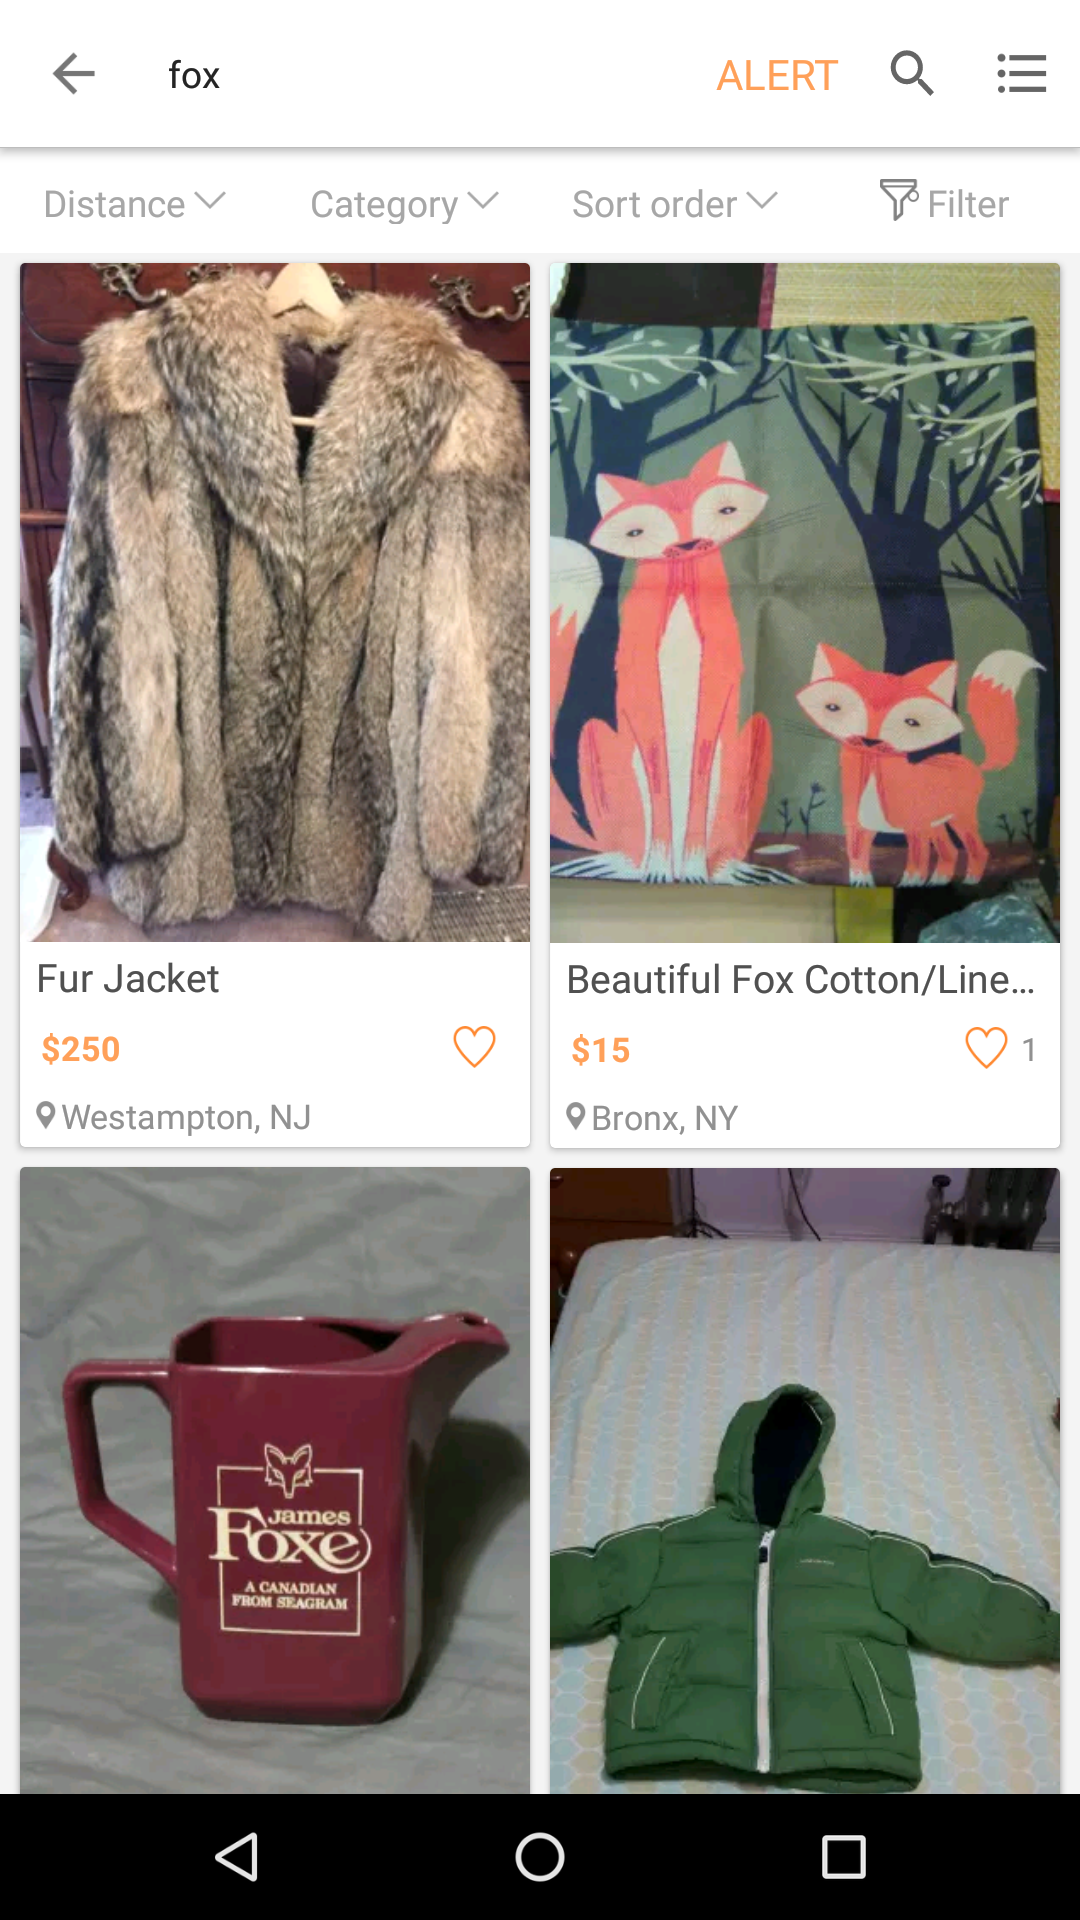 fox
ALERT
Distance
Category
Sort order
Filter
Fur Jacket
$250
Westampton, NJ
Beautiful Fox Cotton/Line...
$15
1
Bronx, NY
James
Foxe
A CANADIAN
FROM SEAGRAM